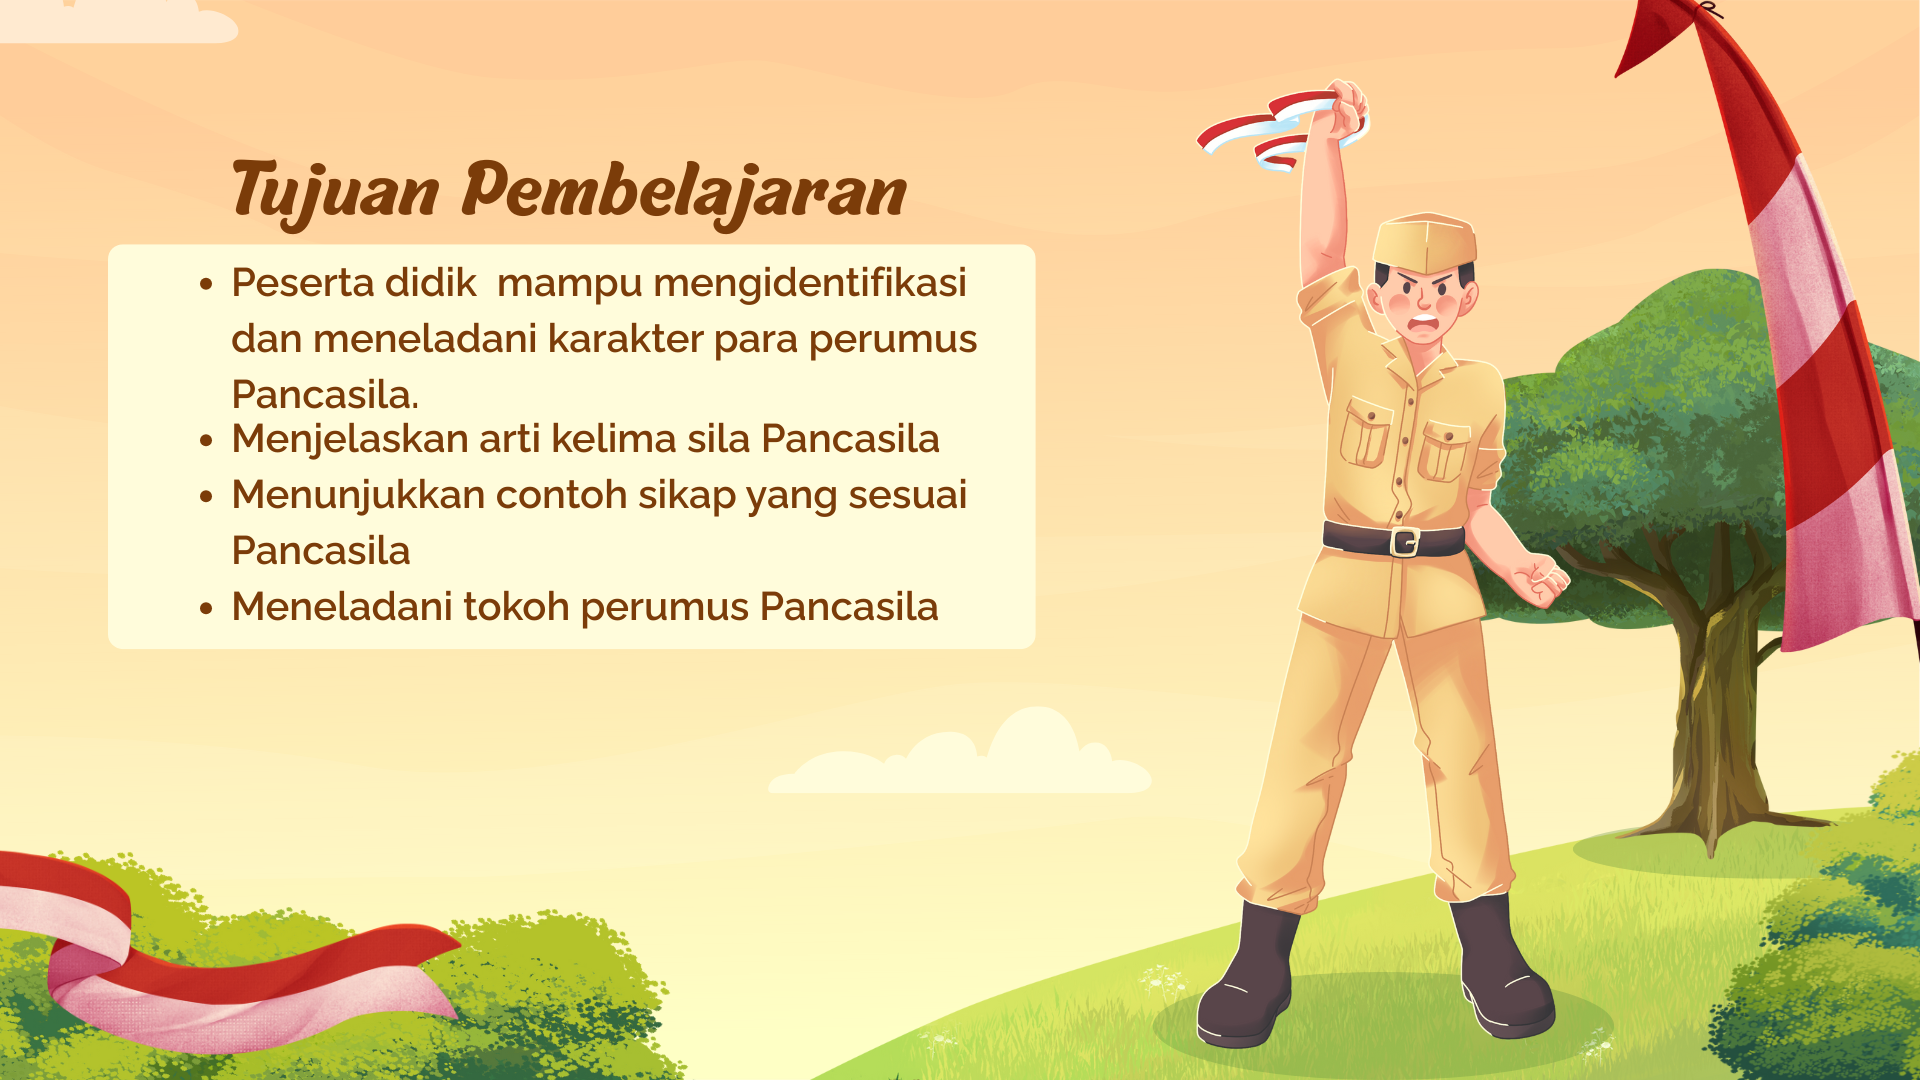 Tujuan Pembelajaran
• Peserta didik  mampu mengidentifikasi
dan meneladani karakter para perumus
Pancasila.
• Menjelaskan arti kelima sila Pancasila
• Menunjukkan contoh sikap yang sesuai
Pancasila
• Meneladani tokoh perumus Pancasila